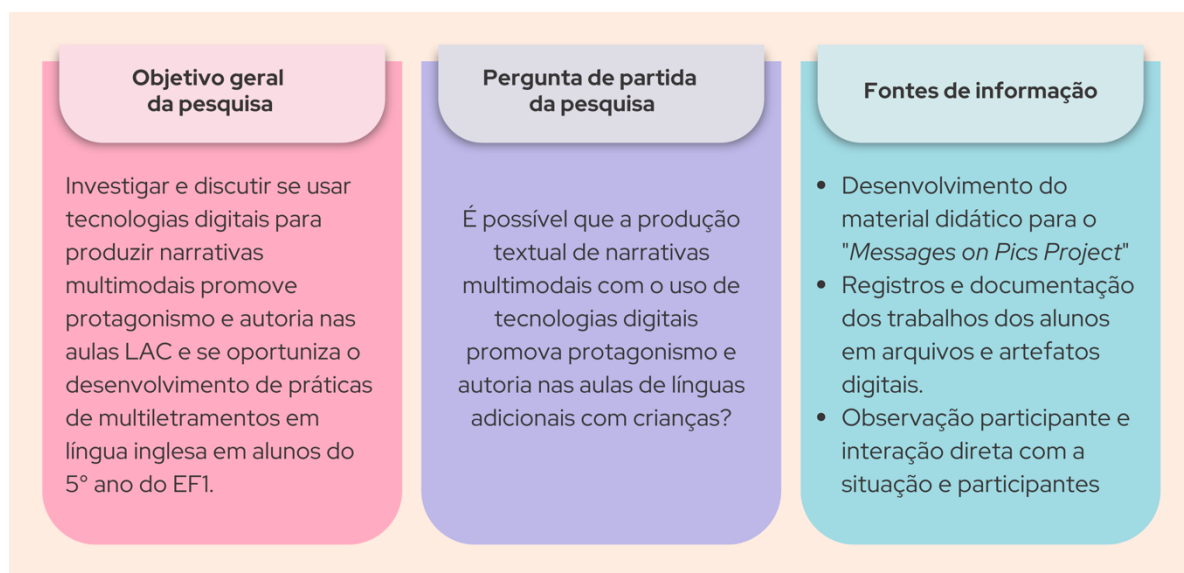 Objetivo geral
da pesquisa
Investigar e discutir se usar
tecnologias digitais para
produzir narrativas
multimodais promove
protagonismo e autoria nas
aulas LAC e se oportuniza o
desenvolvimento de práticas
de multiletramentos em
língua inglesa em alunos do
5º ano do EF1.
Pergunta de partida
da pesquisa
É possível que a produção
textual de narrativas
multimodais com o uso de
tecnologias digitais
promova protagonismo e
autoria nas aulas de línguas
adicionais com crianças?
Fontes de informação
• Desenvolvimento do
material didático para o
"Messages on Pics Project"
• Registros e documentação
dos trabalhos dos alunos
em arquivos e artefatos
digitais.
• Observação participante e
interação direta com a
situação e participantes